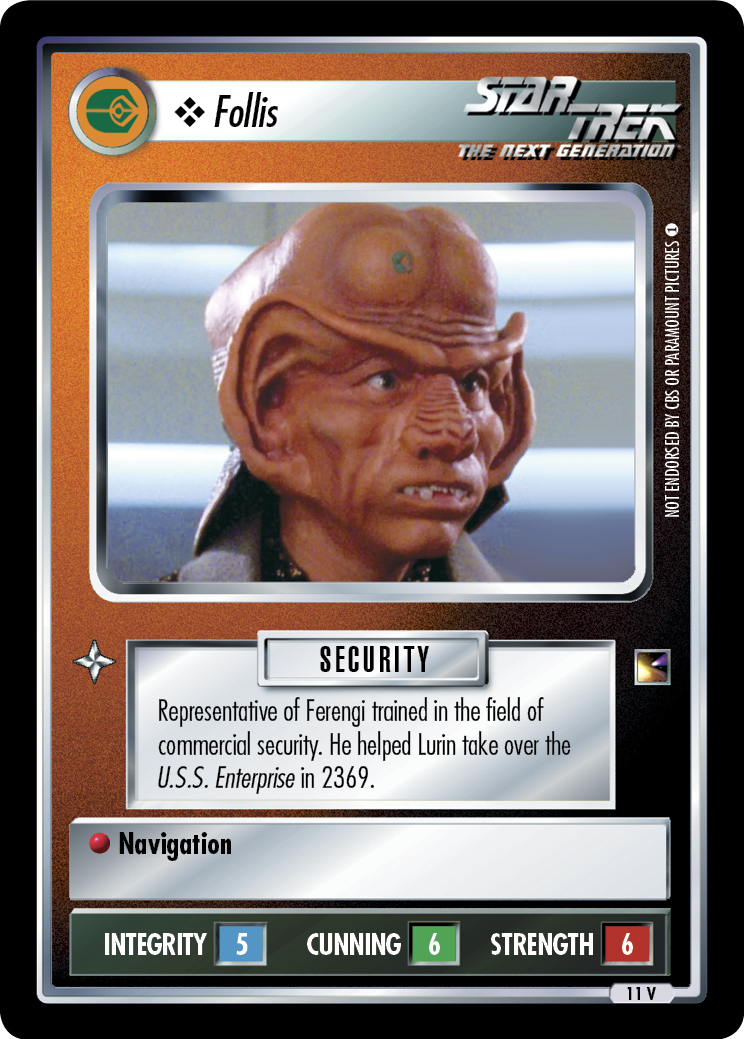 ❖ Follis
STAR TREK
THE NEXT GENERATION
NOT ENDORSED BY CBS OR PARAMOUNT PICTURES 1
SECURITY
Representative of Ferengi trained in the field of
commercial security. He helped Lurin take over the
U.S.S. Enterprise in 2369.
Navigation
INTEGRITY 5 CUNNING 6 STRENGTH 6
11 V